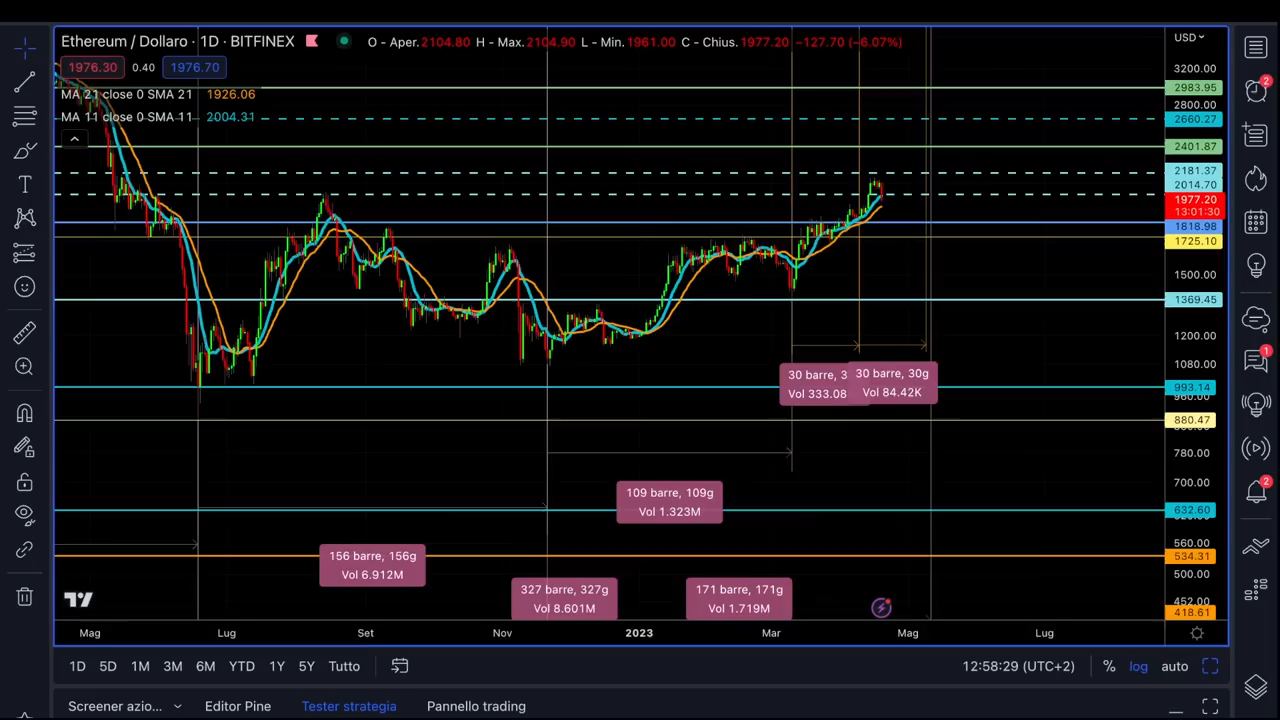 Ethereum / Dollaro · 1D · BITFINEX O - Aper. 2104.80 H - Max. 2104.90 L - Min. 1961.00 C - Chius. 1977.20 −127.70 (−6.07%)
1976.30 0.40 1976.70
MA 21 close 0 SMA 21 1926.06
MA 11 close 0 SMA 11 2004.31
USD
3200.00
2983.95
2800.00
2660.27
2401.87
2181.37
2014.70
1977.20
13:01:30
1818.98
1725.10
1500.00
1369.45
1200.00
1080.00
993.14
960.00
880.47
780.00
700.00
632.60
560.00
534.31
500.00
452.00
418.61
30 barre, 3
Vol 333.08
30 barre, 30g
Vol 84.42K
109 barre, 109g
Vol 1.323M
156 barre, 156g
Vol 6.912M
327 barre, 327g
Vol 8.601M
171 barre, 171g
Vol 1.719M
Mag Lug Set Nov 2023 Mar Mag Lug
1D 5D 1M 3M 6M YTD 1Y 5Y Tutto 12:58:29 (UTC+2) % log auto
Screener azio... Editor Pine Tester strategia Pannello trading
2
1
2